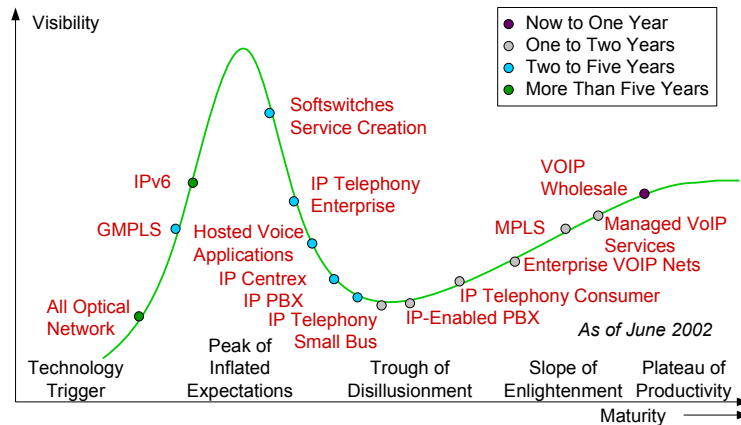 Visibility
Now to One Year
One to Two Years
Two to Five Years
More Than Five Years
Softswitches
Service Creation
IPv6
IP Telephony
Enterprise
VOIP
Wholesale
GMPLS
Hosted Voice
Applications
MPLS
Managed VoIP
Services
IP Centrex
Enterprise VOIP Nets
IP PBX
IP Telephony Consumer
All Optical
Network
IP Telephony
Small Bus
IP-Enabled PBX
As of June 2002
Technology
Trigger
Peak of
Inflated
Expectations
Trough of
Disillusionment
Slope of
Enlightenment
Plateau of
Productivity
Maturity